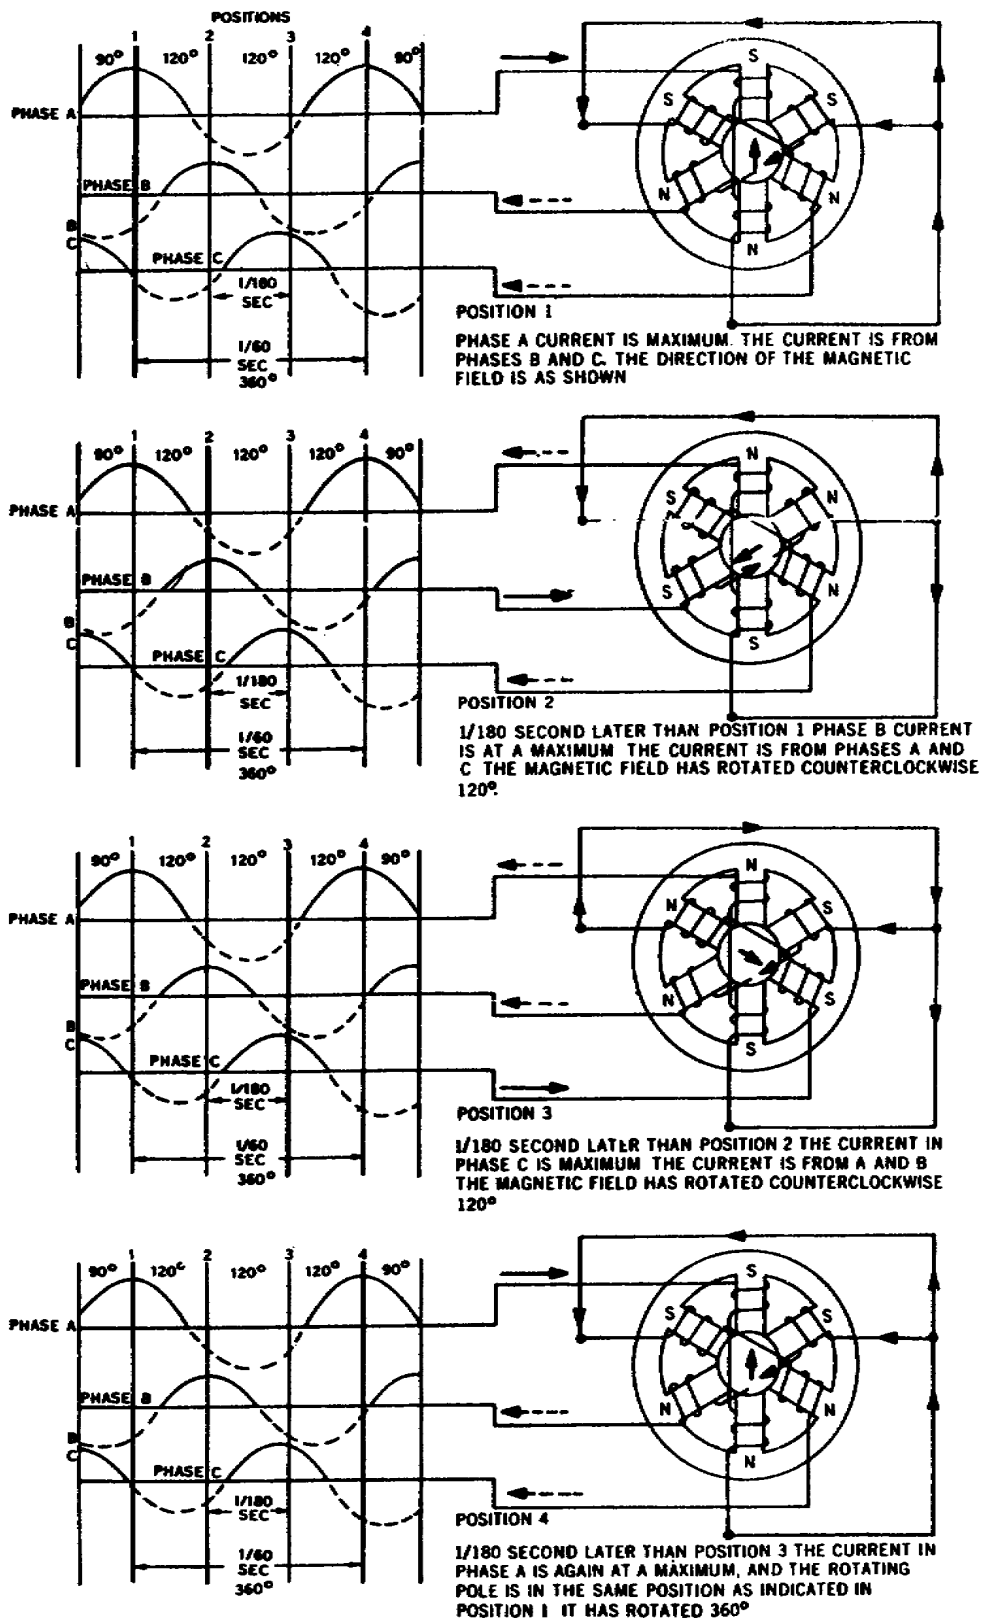 POSITIONS
1 2 3 4
90° 120° 120° 120° 90°
PHASE A
PHASE B
B
C
PHASE C
1/180
SEC
1/60
SEC
360°
S
S S
N N
N
POSITION 1
PHASE A CURRENT IS MAXIMUM. THE CURRENT IS FROM
PHASES B AND C. THE DIRECTION OF THE MAGNETIC
FIELD IS AS SHOWN
1 2 3 4
90° 120° 120° 120° 90°
PHASE A
PHASE B
B
C
PHASE C
1/180
SEC
1/60
SEC
360°
N
S N
S N
S
POSITION 2
1/180 SECOND LATER THAN POSITION 1 PHASE B CURRENT
IS AT A MAXIMUM THE CURRENT IS FROM PHASES A AND
C THE MAGNETIC FIELD HAS ROTATED COUNTERCLOCKWISE
120°.
1 2 3 4
90° 120° 120° 120° 90°
PHASE A
PHASE B
B
C
PHASE C
1/180
SEC
1/60
SEC
360°
N
N S
N S
S
POSITION 3
1/180 SECOND LATER THAN POSITION 2 THE CURRENT IN
PHASE C IS MAXIMUM THE CURRENT IS FROM A AND B
THE MAGNETIC FIELD HAS ROTATED COUNTERCLOCKWISE
120°
1 2 3 4
90° 120° 120° 120° 90°
PHASE A
PHASE B
B
C
PHASE C
1/180
SEC
1/60
SEC
360°
S
S S
N N
N
POSITION 4
1/180 SECOND LATER THAN POSITION 3 THE CURRENT IN
PHASE A IS AGAIN AT A MAXIMUM, AND THE ROTATING
POLE IS IN THE SAME POSITION AS INDICATED IN
POSITION 1 IT HAS ROTATED 360°